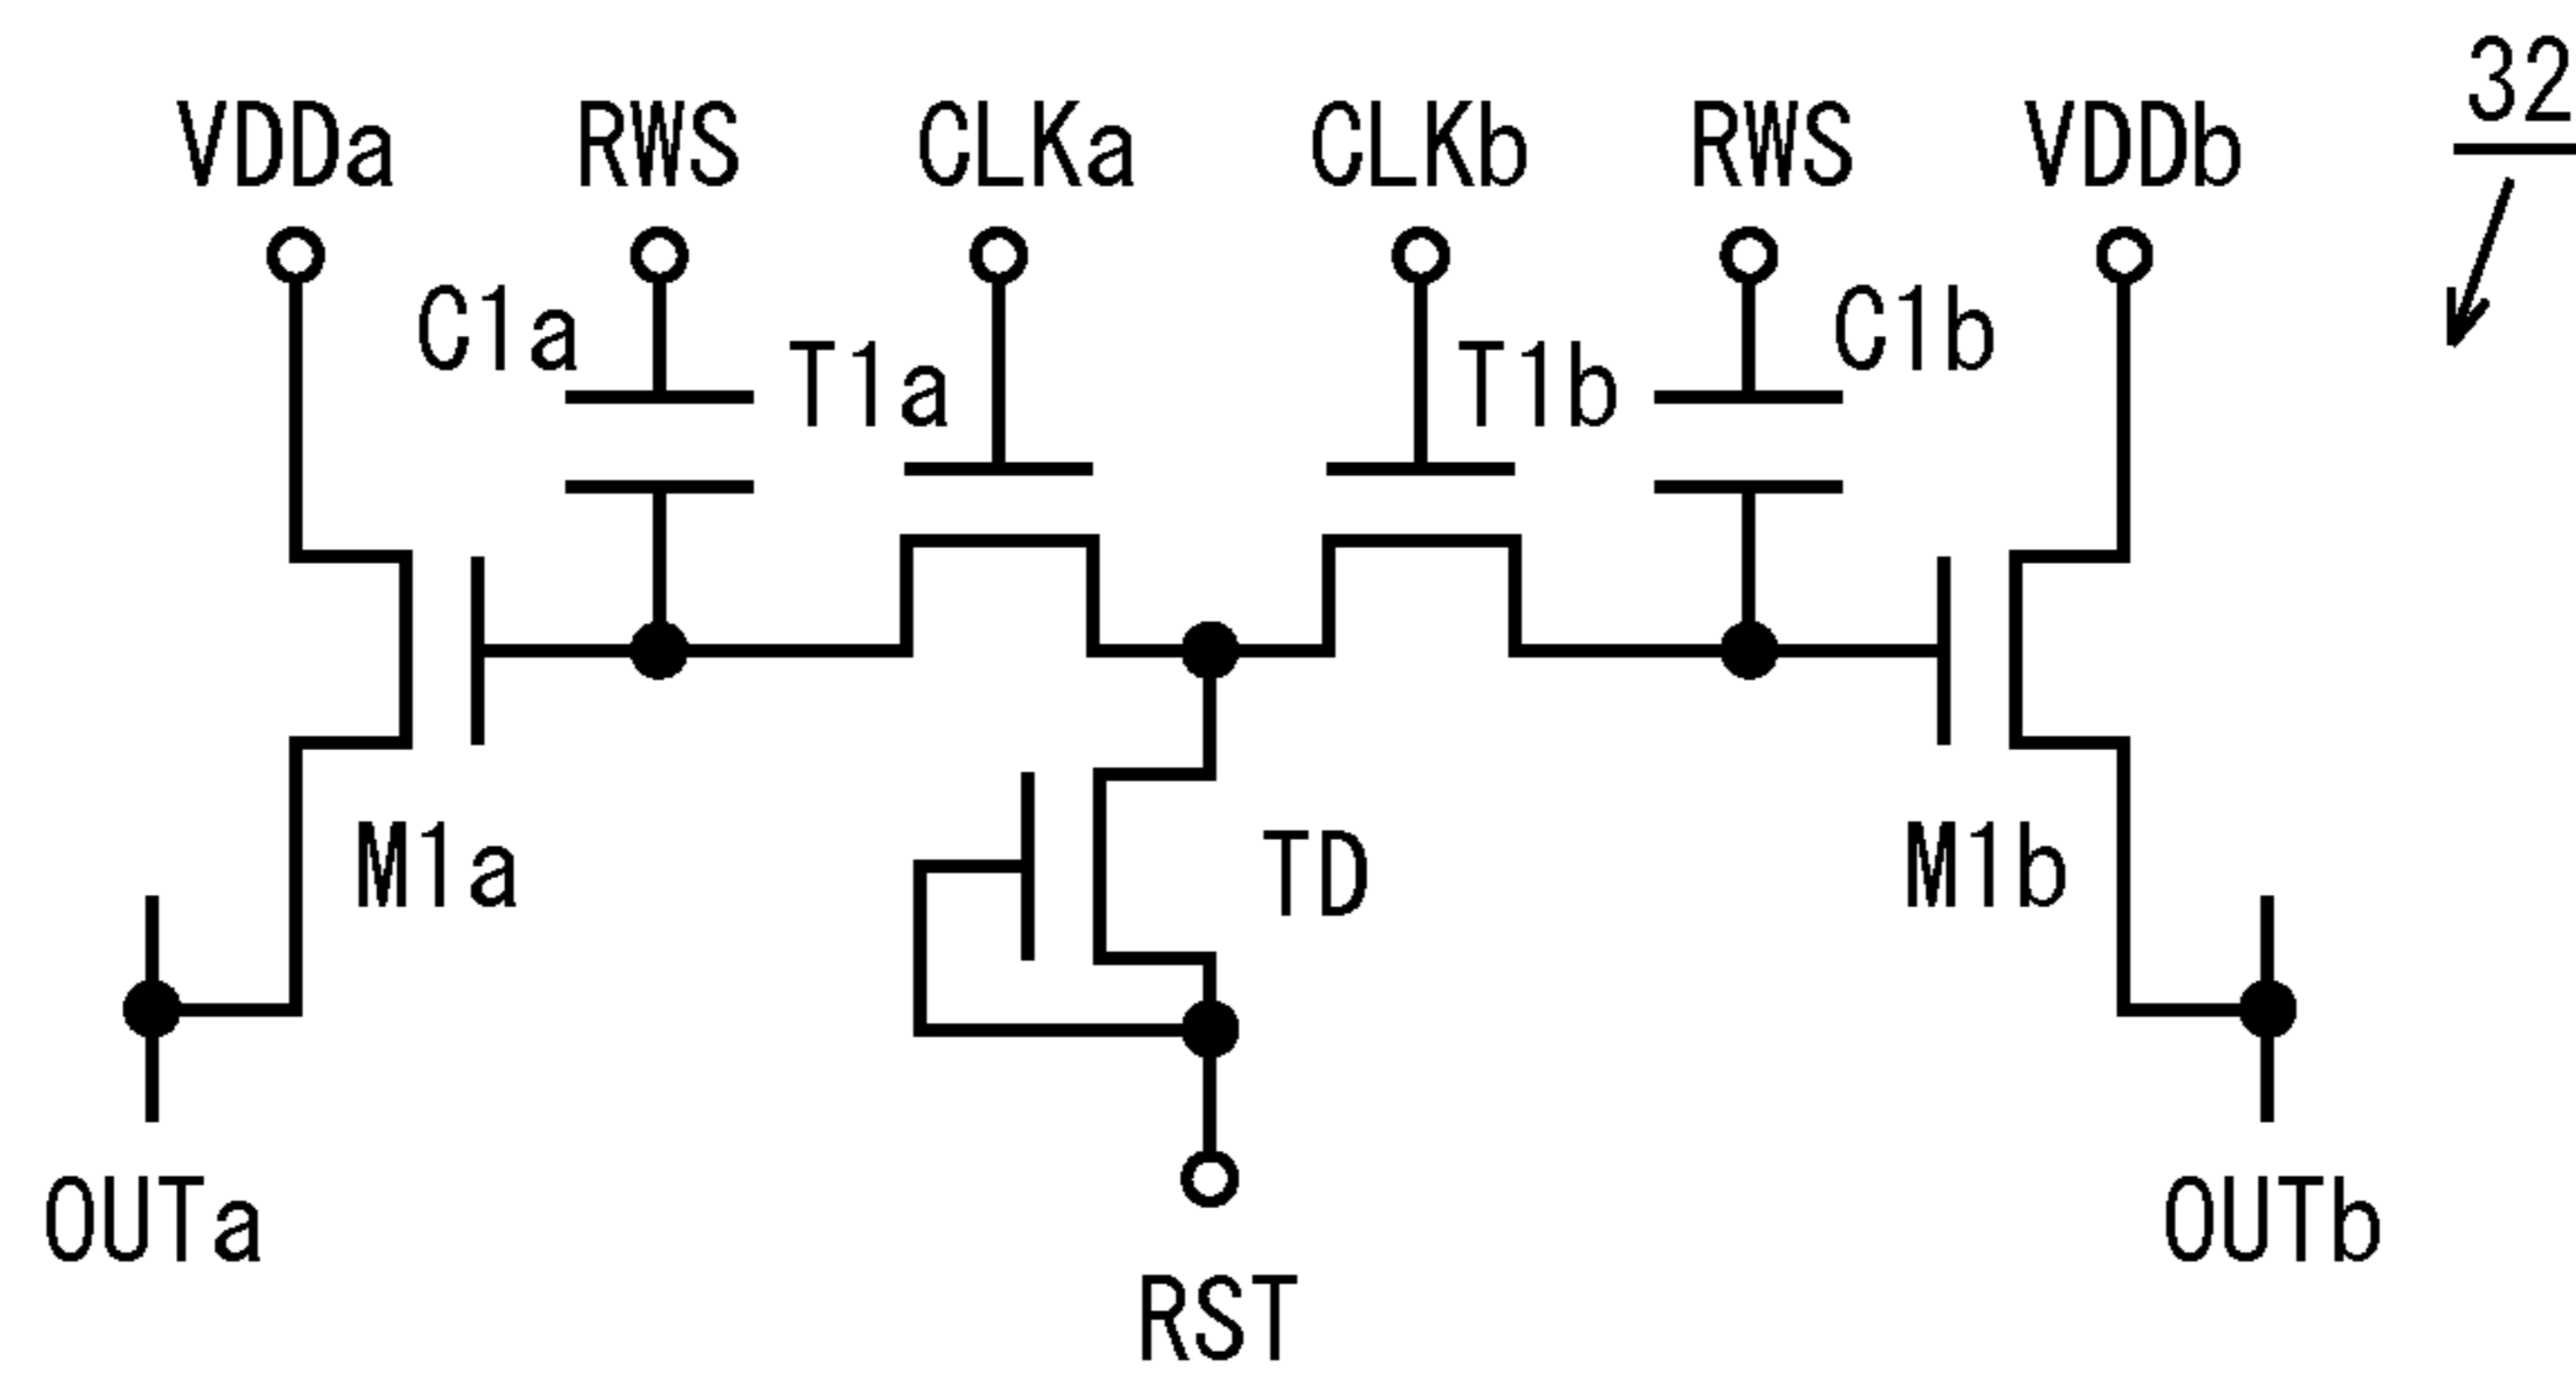 32
VDDa RWS CLKa CLKb RWS VDDb
C1a T1a T1b C1b
M1a TD M1b
OUTa OUTb
RST